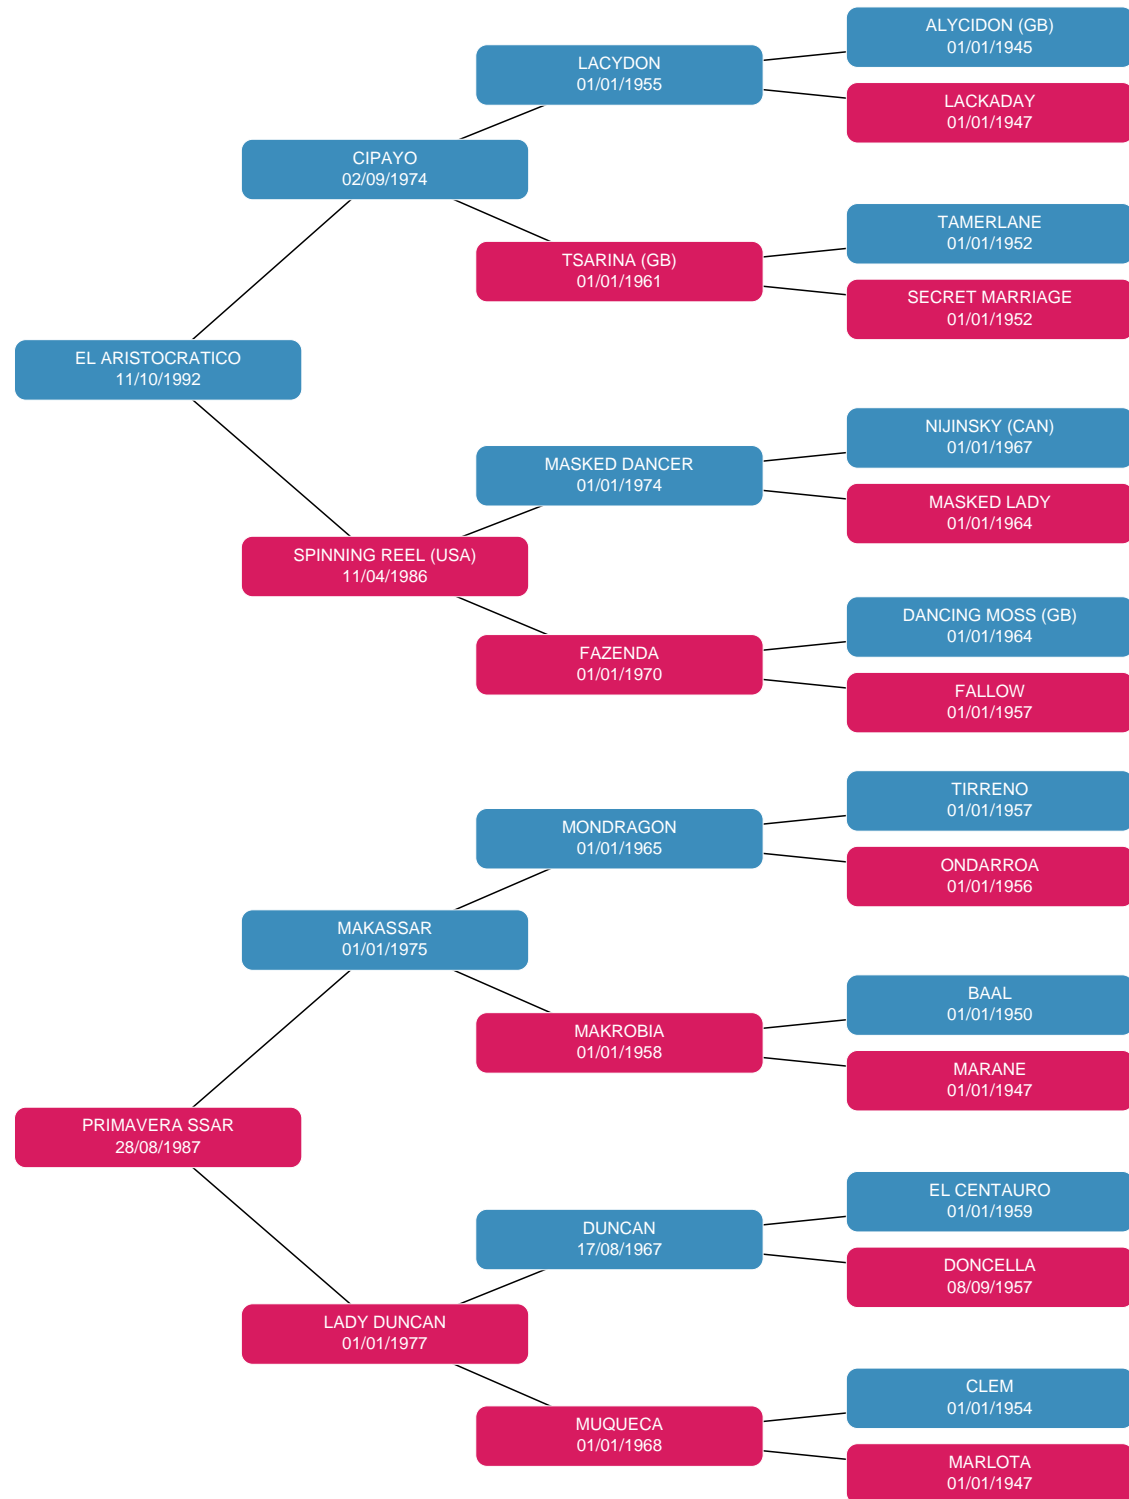 ALYCIDON (GB)
01/01/1945
LACYDON
01/01/1955
LACKADAY
01/01/1947
CIPAYO
02/09/1974
TAMERLANE
01/01/1952
TSARINA (GB)
01/01/1961
SECRET MARRIAGE
01/01/1952
EL ARISTOCRATICO
11/10/1992
NIJINSKY (CAN)
01/01/1967
MASKED DANCER
01/01/1974
MASKED LADY
01/01/1964
SPINNING REEL (USA)
11/04/1986
DANCING MOSS (GB)
01/01/1964
FAZENDA
01/01/1970
FALLOW
01/01/1957
TIRRENO
01/01/1957
MONDRAGON
01/01/1965
ONDARROA
01/01/1956
MAKASSAR
01/01/1975
BAAL
01/01/1950
MAKROBIA
01/01/1958
MARANE
01/01/1947
PRIMAVERA SSAR
28/08/1987
EL CENTAURO
01/01/1959
DUNCAN
17/08/1967
DONCELLA
08/09/1957
LADY DUNCAN
01/01/1977
CLEM
01/01/1954
MUQUECA
01/01/1968
MARLOTA
01/01/1947